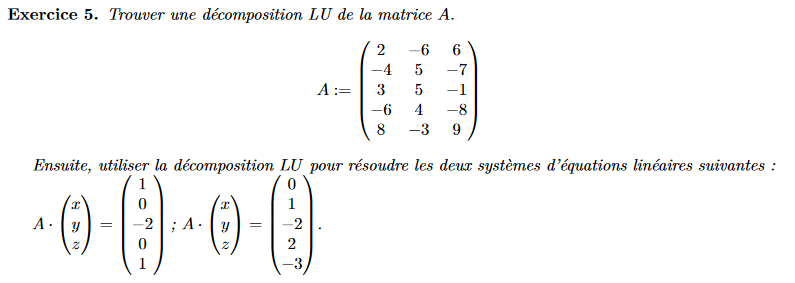 Exercice 5. Trouver une décomposition LU de la matrice A.
A := \begin{pmatrix} 2 & -6 & 6 \\ -4 & 5 & -7 \\ 3 & 5 & -1 \\ -6 & 4 & -8 \\ 8 & -3 & 9 \end{pmatrix}
Ensuite, utiliser la décomposition LU pour résoudre les deux systèmes d'équations linéaires suivantes :
A · \begin{pmatrix} x \\ y \\ z \end{pmatrix} = \begin{pmatrix} 1 \\ 0 \\ -2 \\ 0 \\ 1 \end{pmatrix} ; A · \begin{pmatrix} x \\ y \\ z \end{pmatrix} = \begin{pmatrix} 0 \\ 1 \\ -2 \\ 2 \\ -3 \end{pmatrix} .